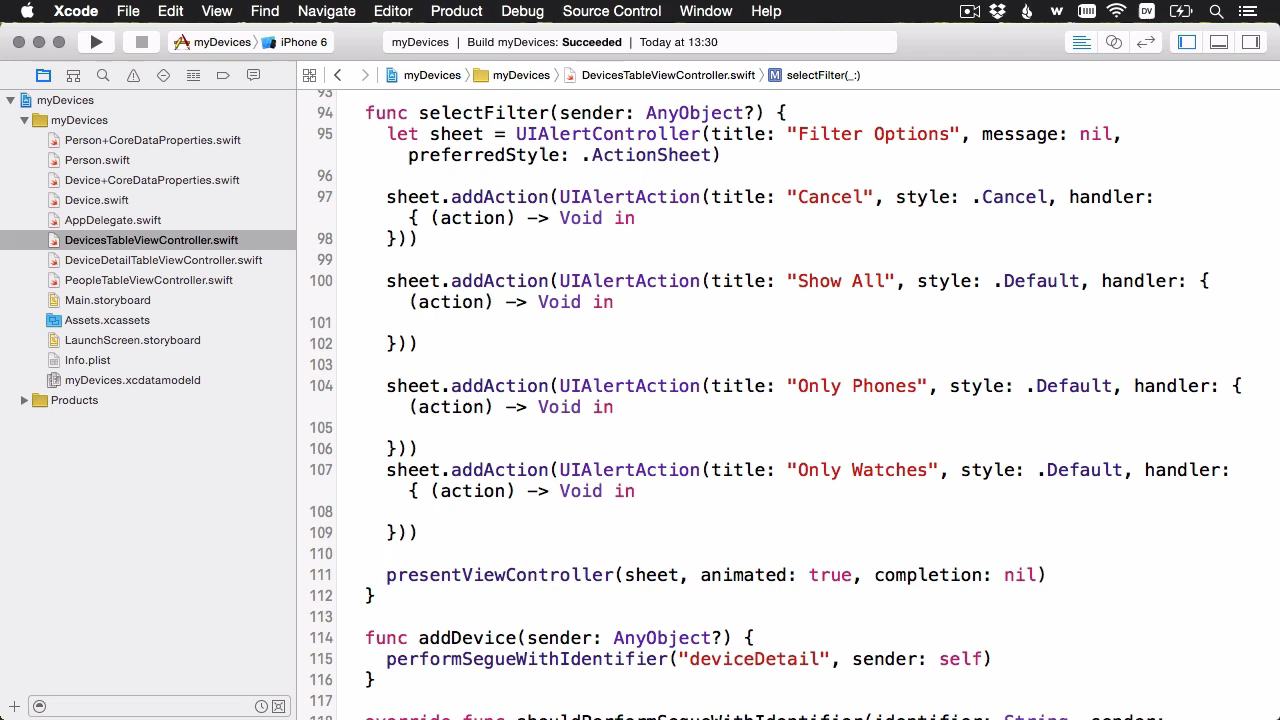 Xcode File Edit View Find Navigate Editor Product Debug Source Control Window Help
myDevices iPhone 6 myDevices | Build myDevices: Succeeded | Today at 13:30
myDevices myDevices DevicesTableViewController.swift M selectFilter(_:)
myDevices
myDevices
Person+CoreDataProperties.swift
Person.swift
Device+CoreDataProperties.swift
Device.swift
AppDelegate.swift
DevicesTableViewController.swift
DeviceDetailTableViewController.swift
PeopleTableViewController.swift
Main.storyboard
Assets.xcassets
LaunchScreen.storyboard
Info.plist
myDevices.xcdatamodeld
Products
93
94 func selectFilter(sender: AnyObject?) {
95 let sheet = UIAlertController(title: "Filter Options", message: nil,
preferredStyle: .ActionSheet)
96
97 sheet.addAction(UIAlertAction(title: "Cancel", style: .Cancel, handler:
{ (action) -> Void in
98 }))
99
100 sheet.addAction(UIAlertAction(title: "Show All", style: .Default, handler: {
(action) -> Void in
101
102 }))
103
104 sheet.addAction(UIAlertAction(title: "Only Phones", style: .Default, handler: {
(action) -> Void in
105
106 }))
107 sheet.addAction(UIAlertAction(title: "Only Watches", style: .Default, handler:
{ (action) -> Void in
108
109 }))
110
111 presentViewController(sheet, animated: true, completion: nil)
112 }
113
114 func addDevice(sender: AnyObject?) {
115 performSegueWithIdentifier("deviceDetail", sender: self)
116 }
117
118 override func shouldPerformSegueWithIdentifier(identifier: String, sender: